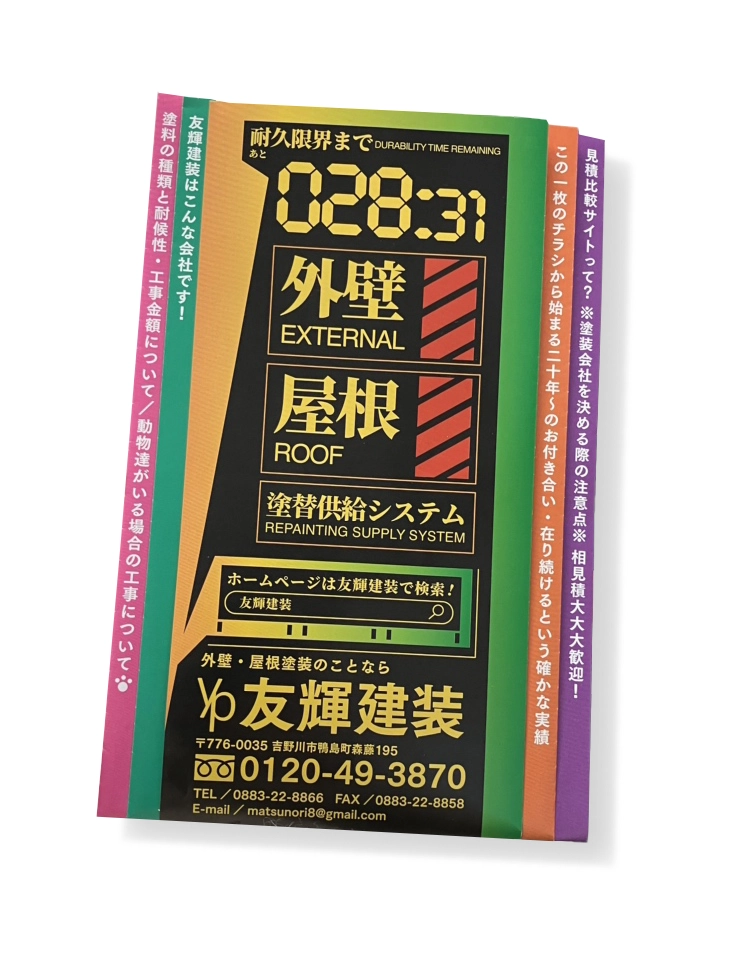 塗料の種類と耐候性・工事金額について／動物達がいる場合の工事について
友輝建装はこんな会社です！
耐久限界まで DURABILITY TIME REMAINING
あと
028:31
外壁
EXTERNAL
屋根
ROOF
塗替供給システム
REPAINTING SUPPLY SYSTEM
ホームページは友輝建装で検索！
友輝建装
外壁・屋根塗装のことなら
友輝建装
〒776-0035 吉野川市鴨島町森藤195
0120-49-3870
TEL／0883-22-8866 FAX／0883-22-8858
E-mail／matsunori8@gmail.com
この一枚のチラシから始まる二十年～のお付き合い・在り続けるという確かな実績
見積比較サイトって？ ※塗装会社を決める際の注意点※ 相見積大大大歓迎！